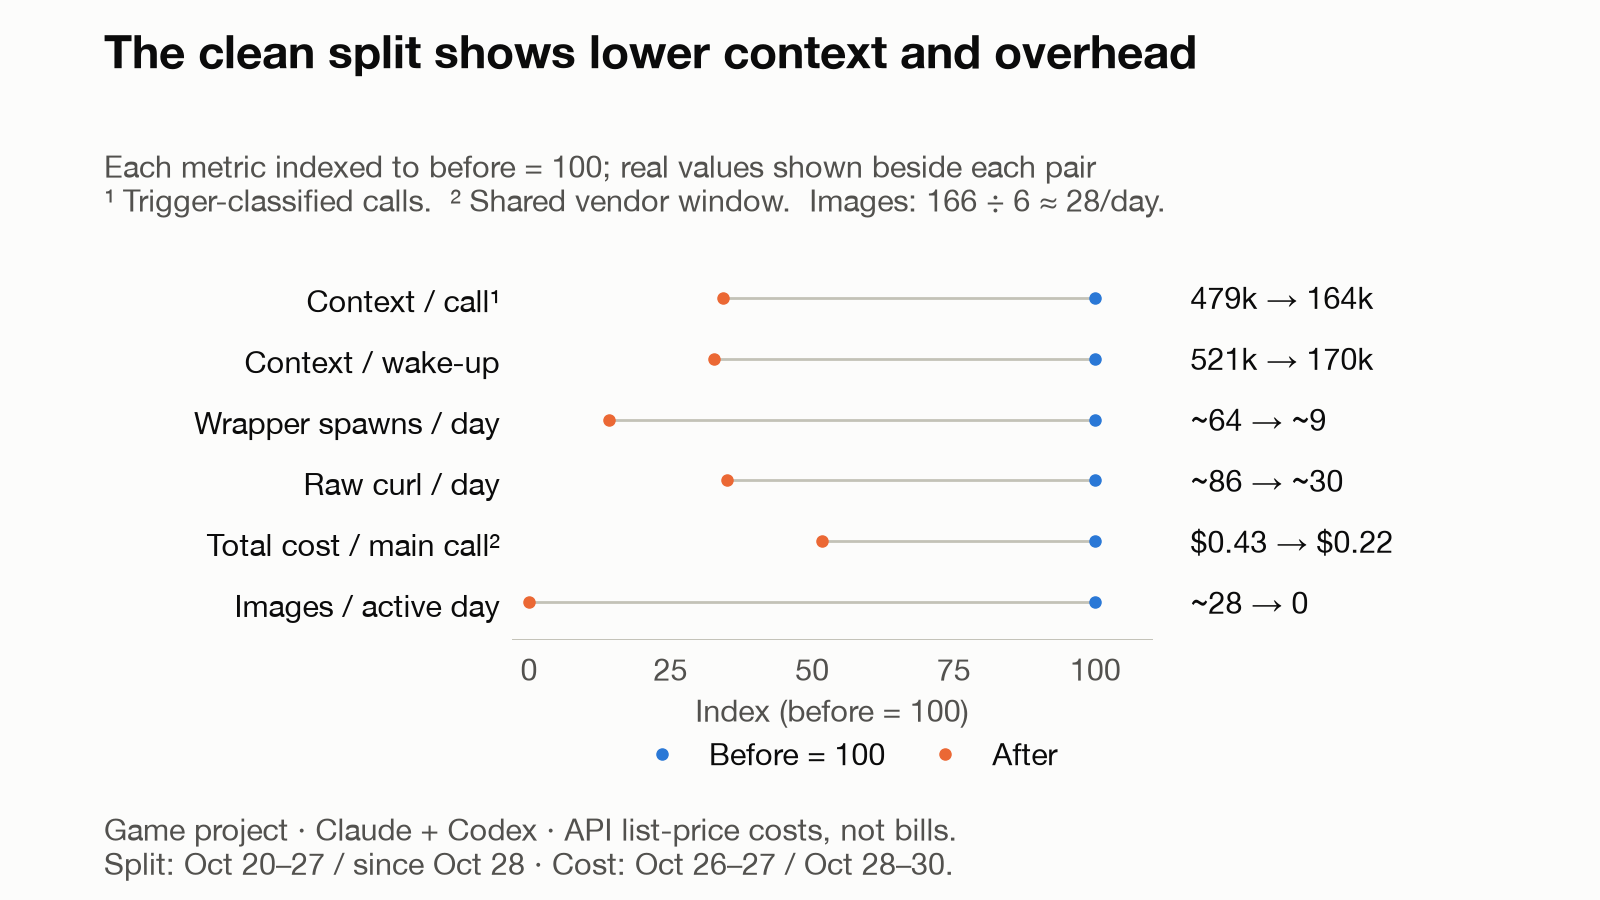 The clean split shows lower context and overhead
Each metric indexed to before = 100; real values shown beside each pair
¹ Trigger-classified calls.  ² Shared vendor window.  Images: 166 ÷ 6 ≈ 28/day.
Context / call¹ 479k → 164k
Context / wake-up 521k → 170k
Wrapper spawns / day ~64 → ~9
Raw curl / day ~86 → ~30
Total cost / main call² $0.43 → $0.22
Images / active day ~28 → 0
0 25 50 75 100
Index (before = 100)
Before = 100 After
Game project · Claude + Codex · API list-price costs, not bills.
Split: Oct 20–27 / since Oct 28 · Cost: Oct 26–27 / Oct 28–30.